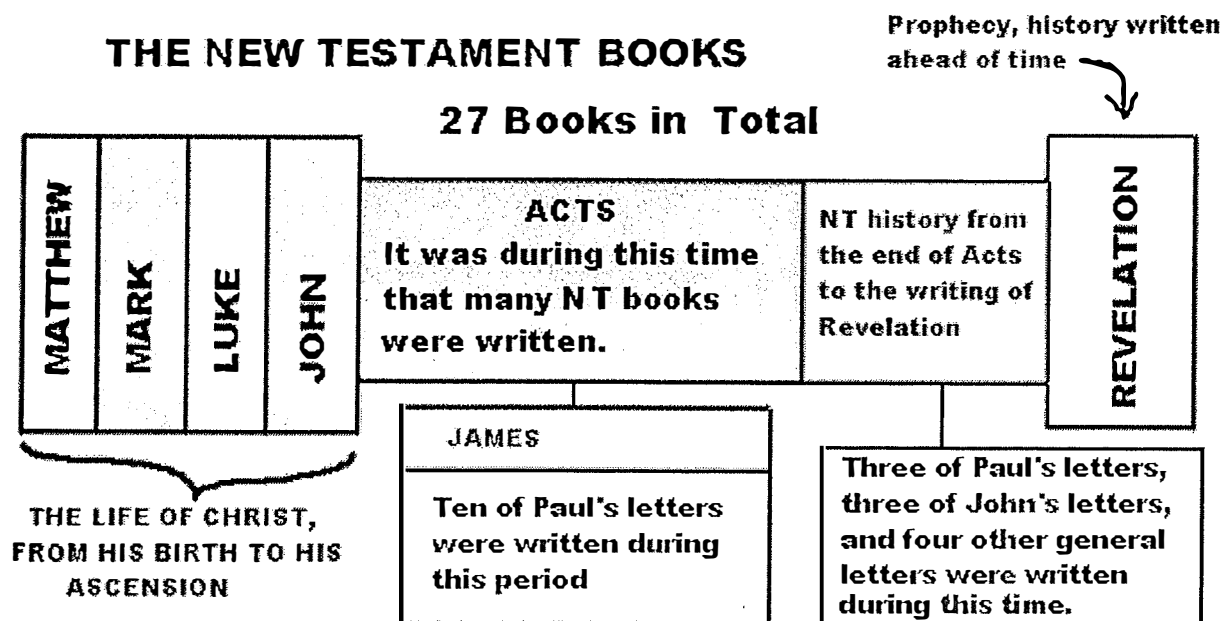 THE NEW TESTAMENT BOOKS
Prophecy, history written
ahead of time
27 Books in Total
MATTHEW
MARK
LUKE
JOHN
ACTS
It was during this time
that many NT books
were written.
NT history from
the end of Acts
to the writing of
Revelation
REVELATION
THE LIFE OF CHRIST,
FROM HIS BIRTH TO HIS
ASCENSION
JAMES
Ten of Paul's letters
were written during
this period
Three of Paul's letters,
three of John's letters,
and four other general
letters were written
during this time.